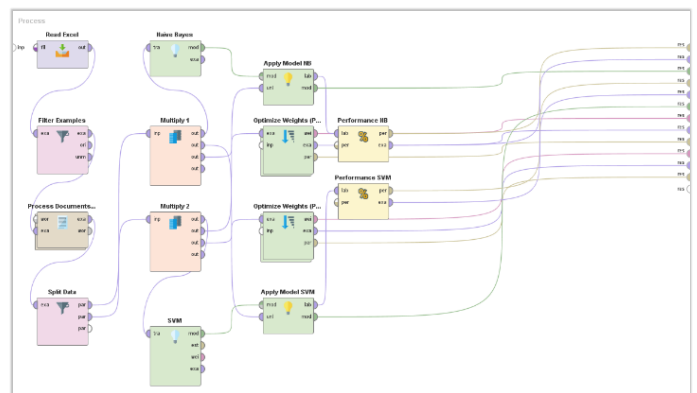 Process
Read Excel
Naive Bayes
Inp
fil
out
tra
mod
exa
res
Apply Model NB
mod
lab
unl
mod
Filter Examples
Multiply 1
Optimize Weights (P...
Performance NB
exa
exa
ori
unm
inp
out
out
out
out
exa
inp
wei
exa
per
lab
per
per
exa
Performance SVM
lab
per
per
exa
Process Documents...
Multiply 2
Optimize Weights (P...
wor
exa
exa
wor
inp
out
out
out
out
exa
inp
wei
exa
per
Split Data
Apply Model SVM
exa
par
par
par
mod
lab
unl
mod
SVM
tra
mod
est
wei
exa
res
res
res
res
res
res
res
res
res
res
res
res